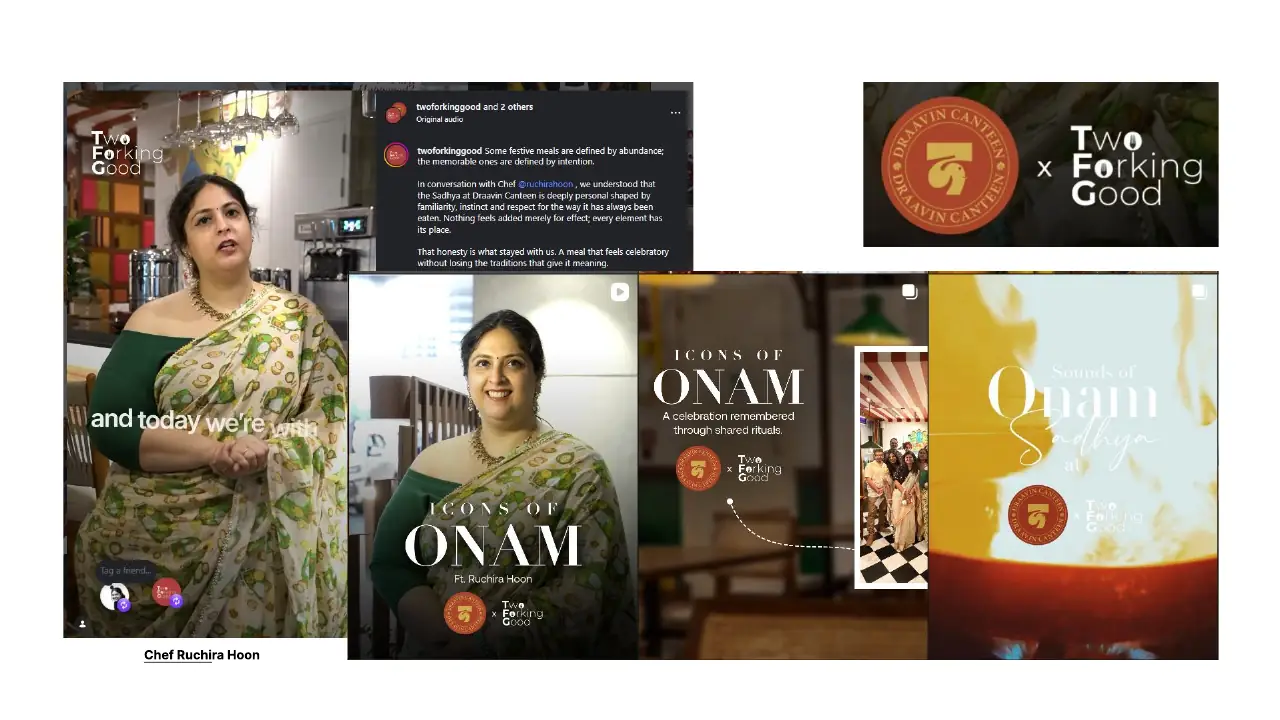 Two
Forking
Good
twoforkinggood and 2 others
Original audio
...
twoforkinggood Some festive meals are defined by abundance;
the memorable ones are defined by intention.
In conversation with Chef @ruchirahoon , we understood that
the Sadhya at Draavin Canteen is deeply personal shaped by
familiarity, instinct and respect for the way it has always been
eaten. Nothing feels added merely for effect; every element has
its place.
That honesty is what stayed with us. A meal that feels celebratory
without losing the traditions that give it meaning.
DRAAVIN CANTEEN
DRAAVIN CANTEEN
x
Two
Forking
Good
and today we're with
Tag a friend...
Chef Ruchira Hoon
ICONS OF
ONAM
Ft. Ruchira Hoon
x
Two
Forking
Good
ICONS OF
ONAM
A celebration remembered
through shared rituals.
x
Two
Forking
Good
Sounds of
Onam
Sadhya
at
DRAAVIN CANTEEN
DRAAVIN CANTEEN
x
Two
Forking
Good